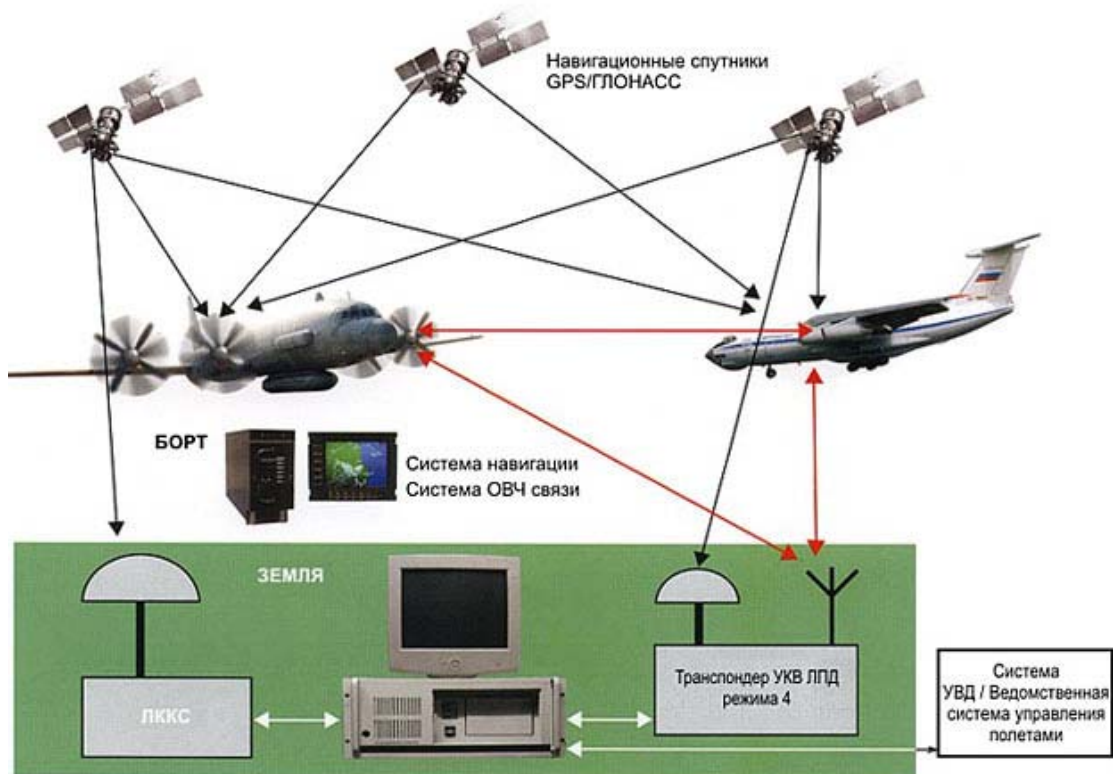 Навигационные спутники
GPS/ГЛОНАСС
БОРТ
Система навигации
Система ОВЧ связи
ЗЕМЛЯ
ЛККС
Транспондер УКВ ЛПД
режима 4
Система
УВД / Ведомственная
система управления
полетами